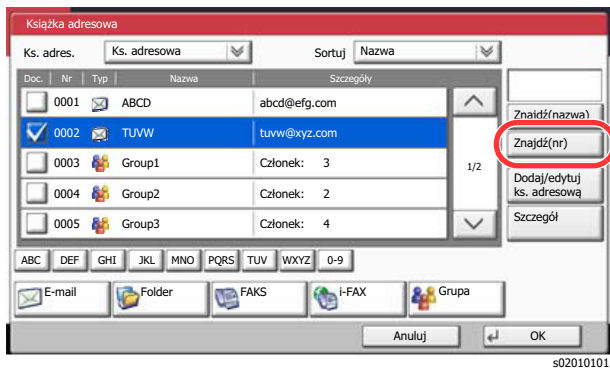 Książka adresowa
Ks. adres. Ks. adresowa Sortuj Nazwa
Doc. Nr Typ Nazwa Szczegóły
0001 ABCD abcd@efg.com
0002 TUVW tuvw@xyz.com
0003 Group1 Członek: 3
0004 Group2 Członek: 2
0005 Group3 Członek: 4
1/2
Znajdź(nazwa)
Znajdź(nr)
Dodaj/edytuj
ks. adresową
Szczegół
ABC DEF GHI JKL MNO PQRS TUV WXYZ 0-9
E-mail Folder FAKS i-FAX Grupa
Anuluj OK
s02010101